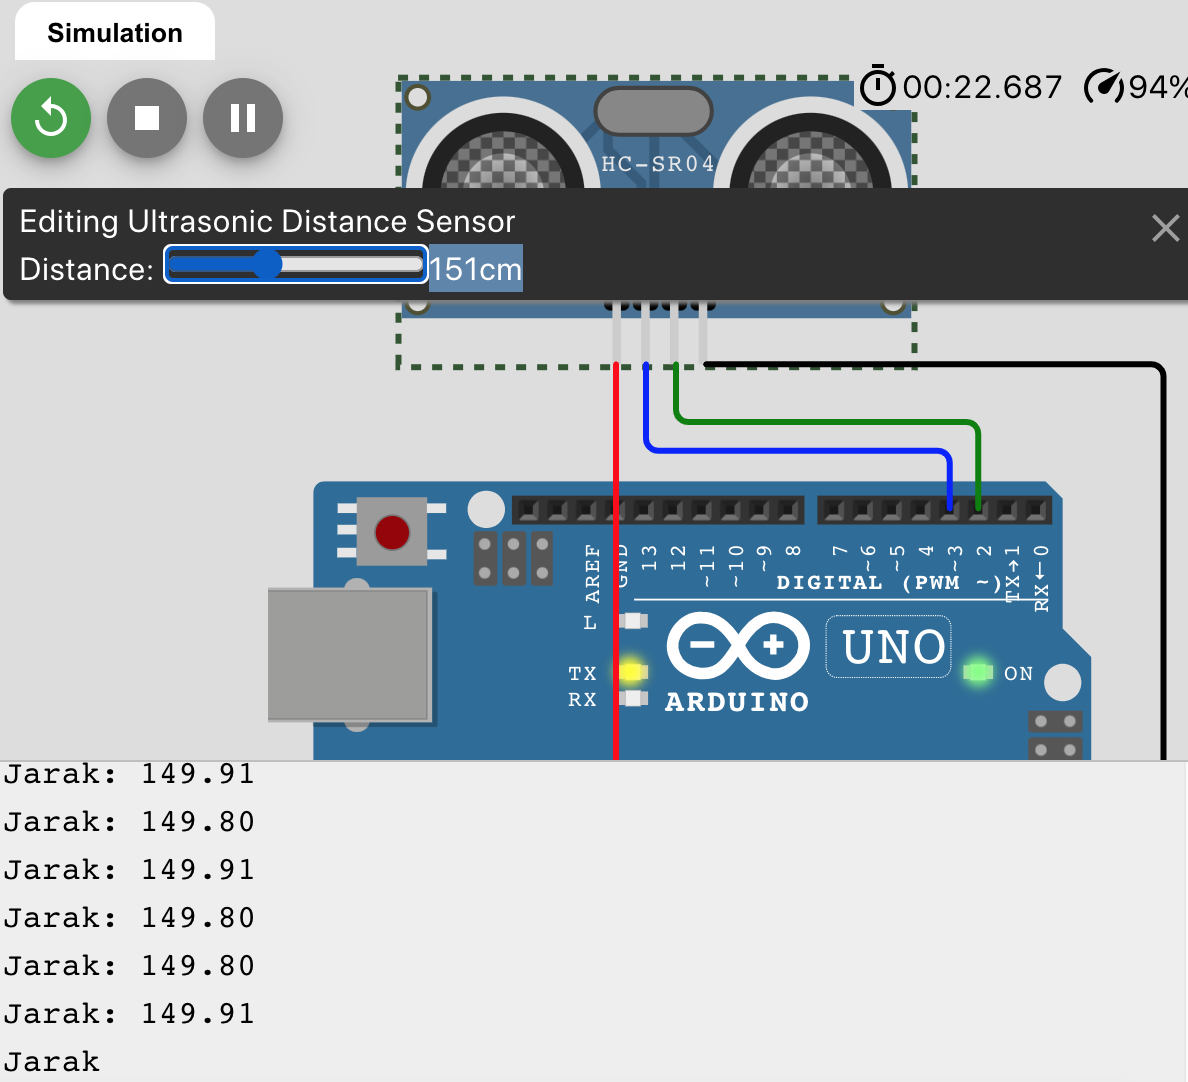 Simulation
00:22.687 94%
HC-SR04
Editing Ultrasonic Distance Sensor
Distance: 151cm
AREF GND 13 12 ~11 ~10 ~9 8 7 ~6 ~5 4 ~3 2 TX→1 RX←0
DIGITAL (PWM ~)
L
TX
RX
UNO
ON
ARDUINO
Jarak: 149.91
Jarak: 149.80
Jarak: 149.91
Jarak: 149.80
Jarak: 149.80
Jarak: 149.91
Jarak